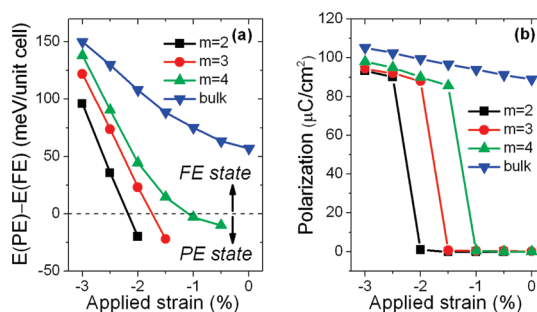 (a)
E(PE)−E(FE) (meV/unit cell)
150
100
50
0
-50
m=2
m=3
m=4
bulk
FE state
PE state
-3 -2 -1 0
Applied strain (%)
(b)
Polarization (μC/cm²)
120
100
80
60
40
20
0
m=2
m=3
m=4
bulk
-3 -2 -1 0
Applied strain (%)